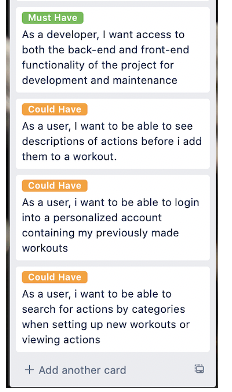 Must Have
As a developer, I want access to
both the back-end and front-end
functionality of the project for
development and maintenance
Could Have
As a user, I want to be able to see
descriptions of actions before i add
them to a workout.
Could Have
As a user, I want to be able to login
into a personalized account
containing my previously made
workouts
Could Have
As a user, i want to be able to
search for actions by categories
when setting up new workouts or
viewing actions
+ Add another card